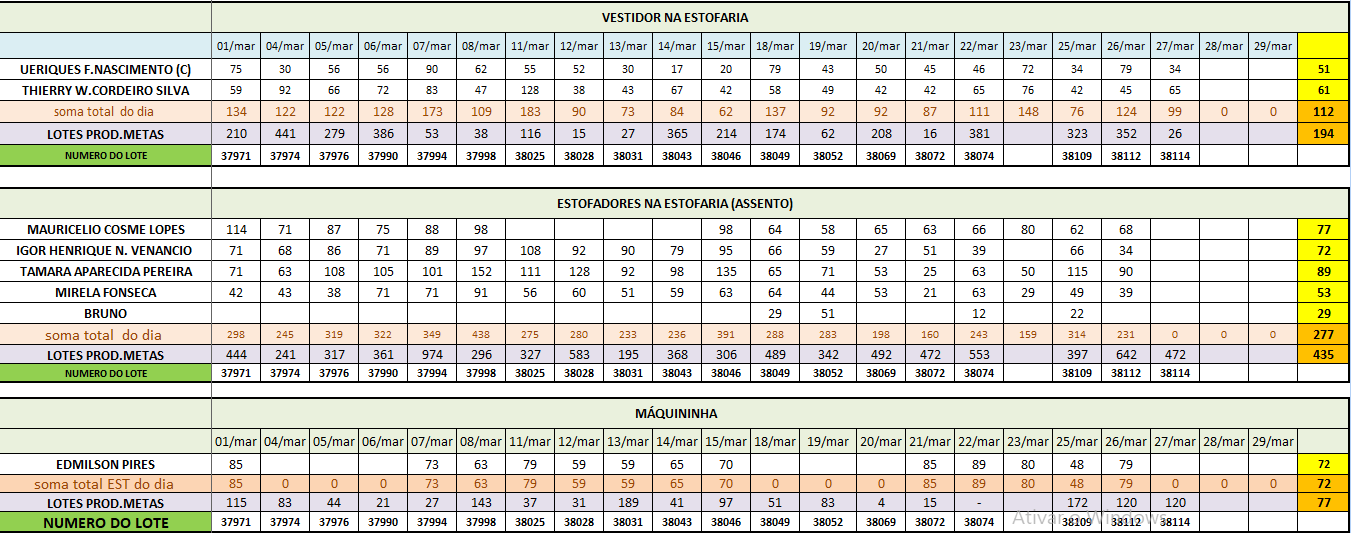 VESTIDOR NA ESTOFARIA
01/mar 04/mar 05/mar 06/mar 07/mar 08/mar 11/mar 12/mar 13/mar 14/mar 15/mar 18/mar 19/mar 20/mar 21/mar 22/mar 23/mar 25/mar 26/mar 27/mar 28/mar 29/mar
UERIQUES F.NASCIMENTO (C) 75 30 56 56 90 62 55 52 30 17 20 79 43 50 45 46 72 34 79 34 51
THIERRY W.CORDEIRO SILVA 59 92 66 72 83 47 128 38 43 67 42 58 49 42 42 65 76 42 45 65 61
soma total do dia 134 122 122 128 173 109 183 90 73 84 62 137 92 92 87 111 148 76 124 99 0 0 112
LOTES PROD.METAS 210 441 279 386 53 38 116 15 27 365 214 174 62 208 16 381 323 352 26 194
NUMERO DO LOTE 37971 37974 37976 37990 37994 37998 38025 38028 38031 38043 38046 38049 38052 38069 38072 38074 38109 38112 38114
ESTOFADORES NA ESTOFARIA (ASSENTO)
MAURICELIO COSME LOPES 114 71 87 75 88 98 98 64 58 65 63 66 80 62 68 77
IGOR HENRIQUE N. VENANCIO 71 68 86 71 89 97 108 92 90 79 95 66 59 27 51 39 66 34 72
TAMARA APARECIDA PEREIRA 71 63 108 105 101 152 111 128 92 98 135 65 71 53 25 63 50 115 90 89
MIRELA FONSECA 42 43 38 71 71 91 56 60 51 59 63 64 44 53 21 63 29 49 39 53
BRUNO 29 51 12 22 29
soma total do dia 298 245 319 322 349 438 275 280 233 236 391 288 283 198 160 243 159 314 231 0 0 0 277
LOTES PROD.METAS 444 241 317 361 974 296 327 583 195 368 306 489 342 492 472 553 397 642 472 435
NUMERO DO LOTE 37971 37974 37976 37990 37994 37998 38025 38028 38031 38043 38046 38049 38052 38069 38072 38074 38109 38112 38114
MÁQUININHA
01/mar 04/mar 05/mar 06/mar 07/mar 08/mar 11/mar 12/mar 13/mar 14/mar 15/mar 18/mar 19/mar 20/mar 21/mar 22/mar 23/mar 25/mar 26/mar 27/mar 28/mar 29/mar
EDMILSON PIRES 85 73 63 79 59 59 65 70 85 89 80 48 79 72
soma total EST do dia 85 0 0 0 73 63 79 59 59 65 70 0 0 0 85 89 80 48 79 0 0 0 72
LOTES PROD.METAS 115 83 44 21 27 143 37 31 189 41 97 51 83 4 15 - 172 120 120 77
NUMERO DO LOTE 37971 37974 37976 37990 37994 37998 38025 38028 38031 38043 38046 38049 38052 38069 38072 38074 38109 38112 38114
Ativar o Windows